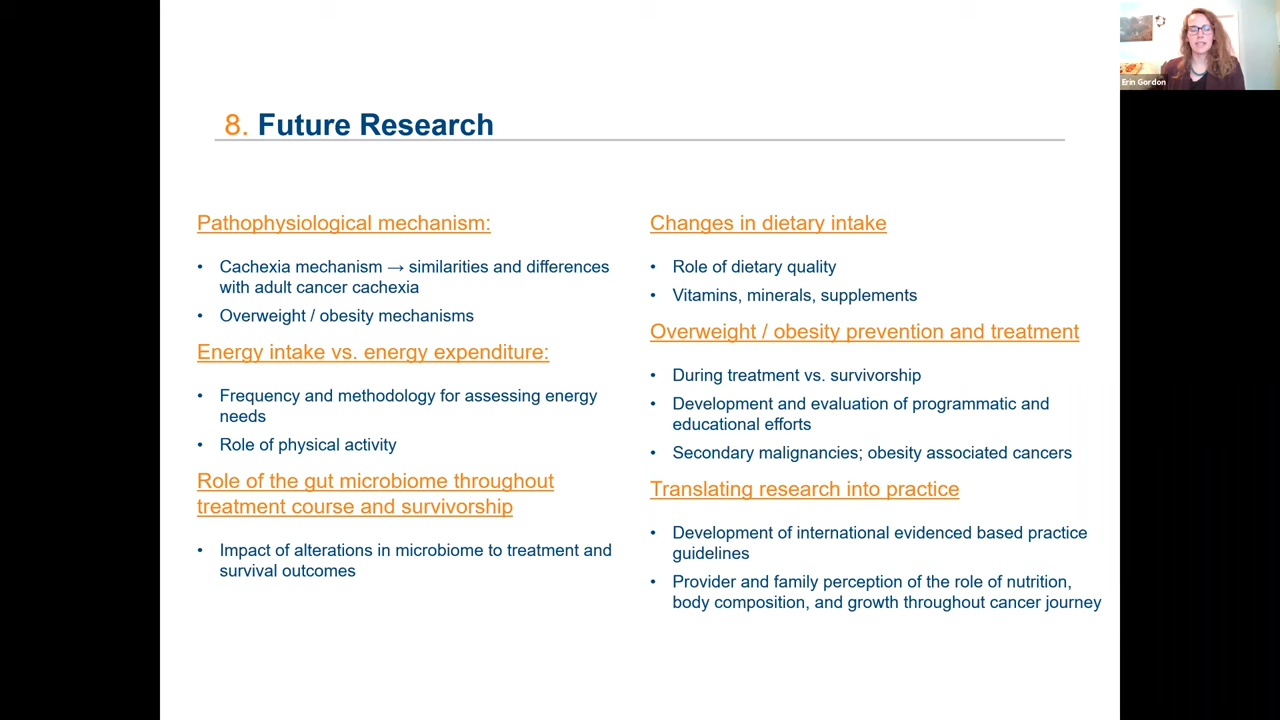 8. Future Research
Pathophysiological mechanism:
• Cachexia mechanism → similarities and differences
with adult cancer cachexia
• Overweight / obesity mechanisms
Energy intake vs. energy expenditure:
• Frequency and methodology for assessing energy
needs
• Role of physical activity
Role of the gut microbiome throughout
treatment course and survivorship
• Impact of alterations in microbiome to treatment and
survival outcomes
Changes in dietary intake
• Role of dietary quality
• Vitamins, minerals, supplements
Overweight / obesity prevention and treatment
• During treatment vs. survivorship
• Development and evaluation of programmatic and
educational efforts
• Secondary malignancies; obesity associated cancers
Translating research into practice
• Development of international evidenced based practice
guidelines
• Provider and family perception of the role of nutrition,
body composition, and growth throughout cancer journey
Erin Gordon